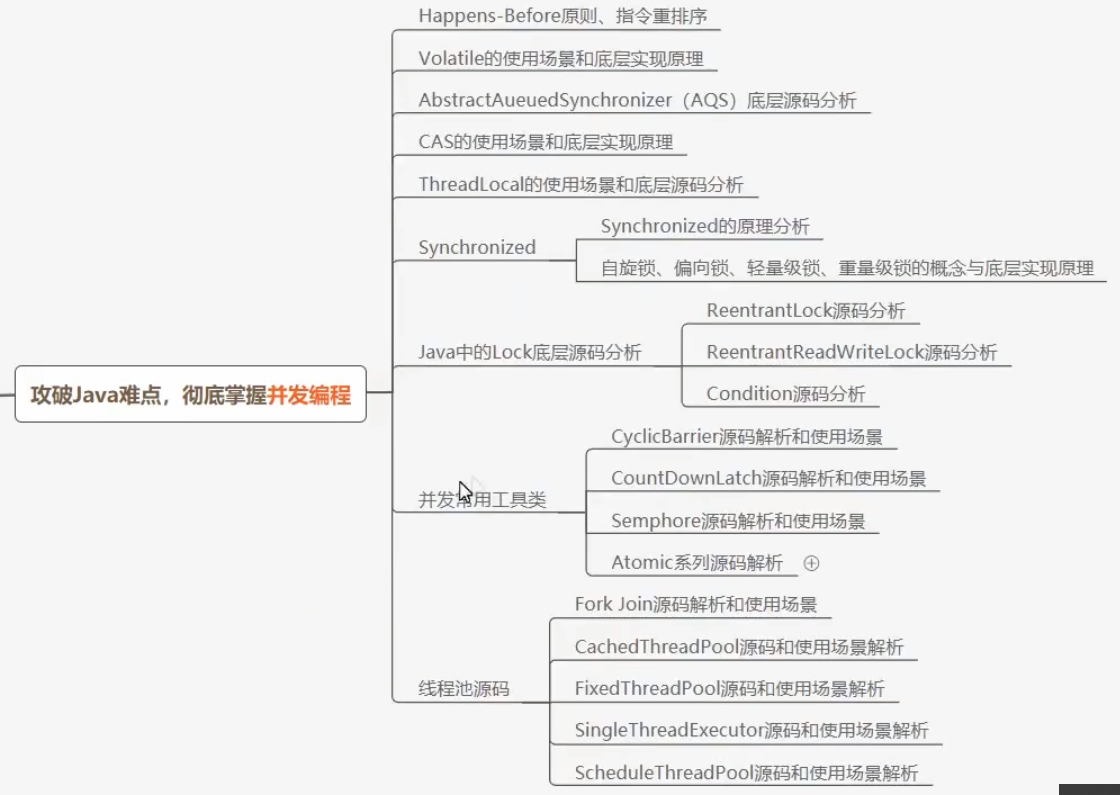 Happens-Before原则、指令重排序
Volatile的使用场景和底层实现原理
AbstractAueuedSynchronizer（AQS）底层源码分析
CAS的使用场景和底层实现原理
ThreadLocal的使用场景和底层源码分析
Synchronized
Synchronized的原理分析
自旋锁、偏向锁、轻量级锁、重量级锁的概念与底层实现原理
Java中的Lock底层源码分析
ReentrantLock源码分析
ReentrantReadWriteLock源码分析
Condition源码分析
攻破Java难点，彻底掌握并发编程
并发常用工具类
CyclicBarrier源码解析和使用场景
CountDownLatch源码解析和使用场景
Semphore源码解析和使用场景
Atomic系列源码解析
线程池源码
Fork Join源码解析和使用场景
CachedThreadPool源码和使用场景解析
FixedThreadPool源码和使用场景解析
SingleThreadExecutor源码和使用场景解析
ScheduleThreadPool源码和使用场景解析